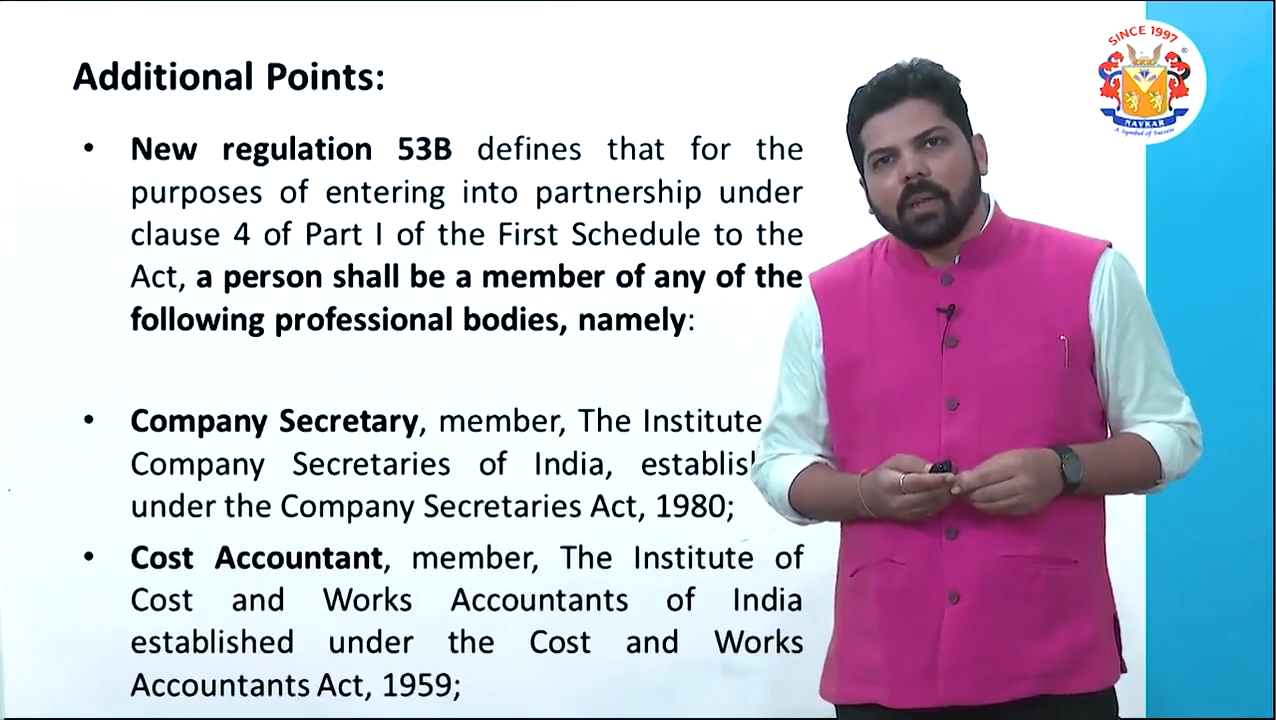 SINCE 1997
®
NAVKAR
A Symbol of Success
Additional Points:
• New regulation 53B defines that for the
purposes of entering into partnership under
clause 4 of Part I of the First Schedule to the
Act, a person shall be a member of any of the
following professional bodies, namely:
• Company Secretary, member, The Institute
Company Secretaries of India, establis
under the Company Secretaries Act, 1980;
• Cost Accountant, member, The Institute of
Cost and Works Accountants of India
established under the Cost and Works
Accountants Act, 1959;